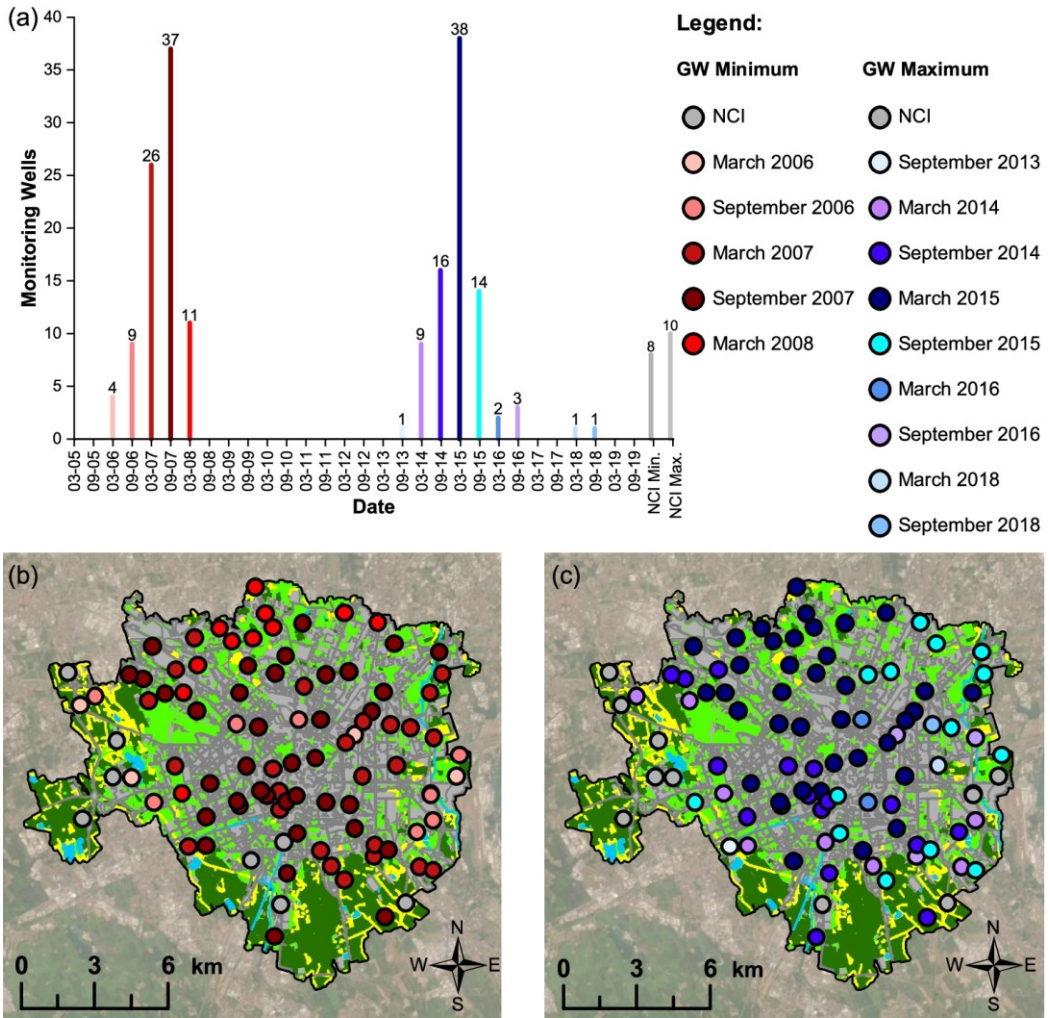 (a)
40
35
30
25
20
15
10
5
0
Monitoring Wells
4
9
26
37
11
1
9
16
38
14
2
3
1
1
8
10
03-05
09-05
03-06
09-06
03-07
09-07
03-08
09-08
03-09
09-09
03-10
09-10
03-11
09-11
03-12
09-12
03-13
09-13
03-14
09-14
03-15
09-15
03-16
09-16
03-17
09-17
03-18
09-18
03-19
09-19
NCI Min.
NCI Max.
Date
Legend:
GW Minimum
NCI
March 2006
September 2006
March 2007
September 2007
March 2008
GW Maximum
NCI
September 2013
March 2014
September 2014
March 2015
September 2015
March 2016
September 2016
March 2018
September 2018
(b)
0 3 6 km
N
W E
S
(c)
0 3 6 km
N
W E
S